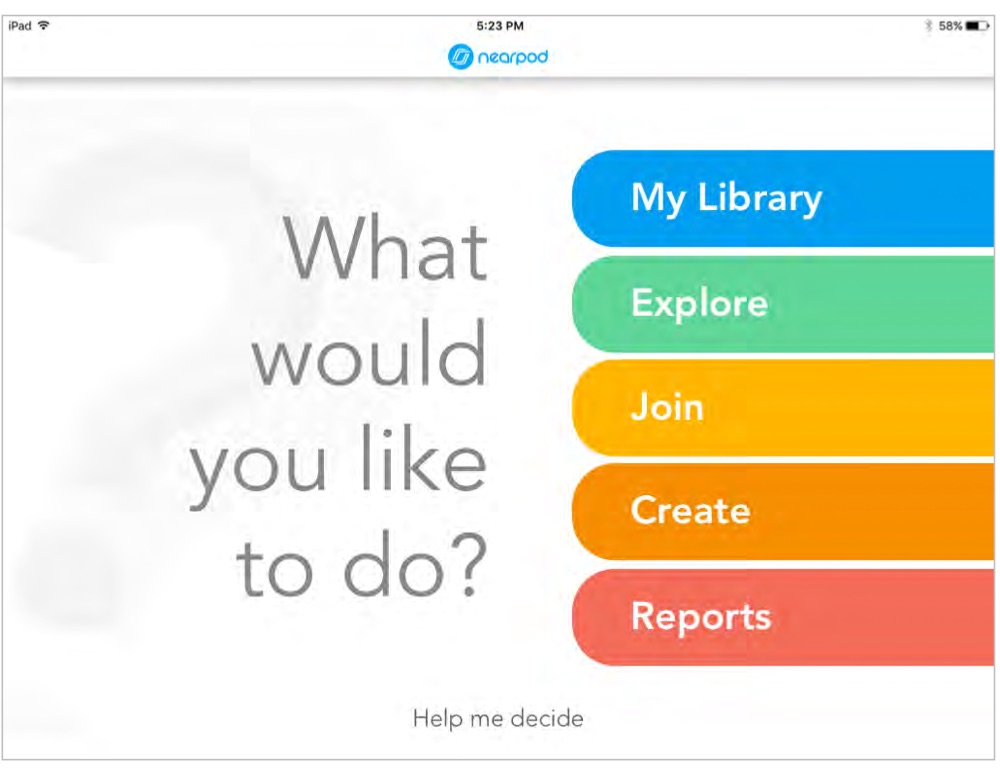 iPad 5:23 PM 58%
nearpod
What
would
you like
to do?
My Library
Explore
Join
Create
Reports
Help me decide